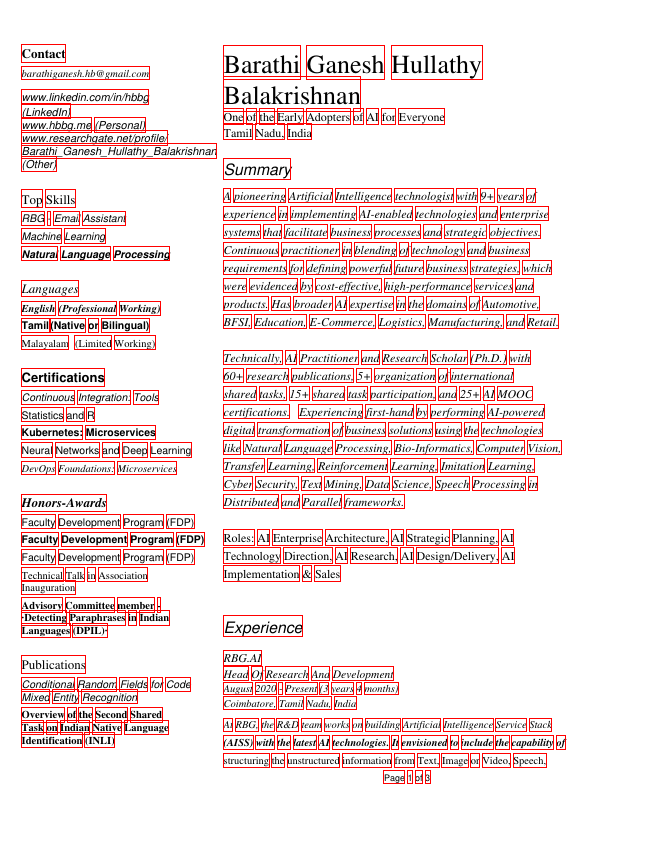 Contact
barathiganesh.hb@gmail.com
www.linkedin.com/in/hbbg
(LinkedIn)
www.hbbg.me (Personal)
www.researchgate.net/profile/
Barathi_Ganesh_Hullathy_Balakrishnan
(Other)
Top Skills
RBG - Email Assistant
Machine Learning
Natural Language Processing
Languages
English (Professional Working)
Tamil (Native or Bilingual)
Malayalam (Limited Working)
Certifications
Continuous Integration: Tools
Statistics and R
Kubernetes: Microservices
Neural Networks and Deep Learning
DevOps Foundations: Microservices
Honors-Awards
Faculty Development Program (FDP)
Faculty Development Program (FDP)
Faculty Development Program (FDP)
Technical Talk in Association
Inauguration
Advisory Committee member -
·Detecting Paraphrases in Indian
Languages (DPIL)·
Publications
Conditional Random Fields for Code
Mixed Entity Recognition
Overview of the Second Shared
Task on Indian Native Language
Identification (INLI)
Barathi Ganesh Hullathy
Balakrishnan
One of the Early Adopters of AI for Everyone
Tamil Nadu, India
Summary
A pioneering Artificial Intelligence technologist with 9+ years of
experience in implementing AI-enabled technologies and enterprise
systems that facilitate business processes and strategic objectives.
Continuous practitioner in blending of technology and business
requirements for defining powerful future business strategies, which
were evidenced by cost-effective, high-performance services and
products. Has broader AI expertise in the domains of Automotive,
BFSI, Education, E-Commerce, Logistics, Manufacturing, and Retail.
Technically, AI Practitioner and Research Scholar (Ph.D.) with
60+ research publications, 5+ organization of international
shared tasks, 15+ shared task participation, and 25+ AI MOOC
certifications. Experiencing first-hand by performing AI-powered
digital transformation of business solutions using the technologies
like Natural Language Processing, Bio-Informatics, Computer Vision,
Transfer Learning, Reinforcement Learning, Imitation Learning,
Cyber Security, Text Mining, Data Science, Speech Processing in
Distributed and Parallel frameworks.
Roles: AI Enterprise Architecture, AI Strategic Planning, AI
Technology Direction, AI Research, AI Design/Delivery, AI
Implementation & Sales
Experience
RBG.AI
Head Of Research And Development
August 2020 - Present (3 years 4 months)
Coimbatore, Tamil Nadu, India
At RBG, the R&D team works on building Artificial Intelligence Service Stack
(AISS) with the latest AI technologies. It envisioned to include the capability of
structuring the unstructured information from Text, Image or Video, Speech,
Page 1 of 3